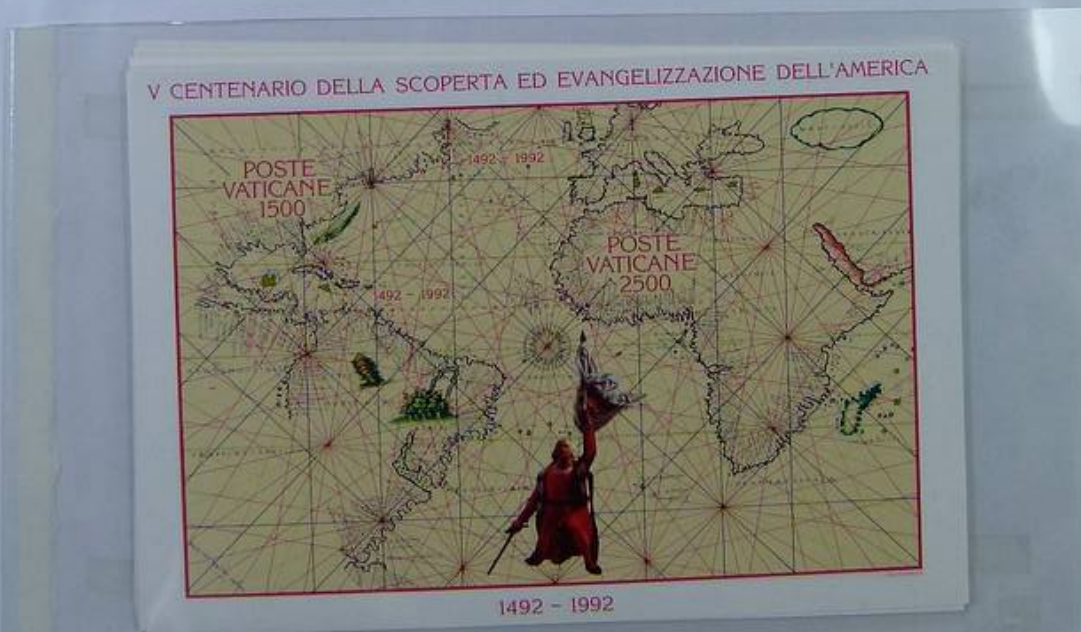 V CENTENARIO DELLA SCOPERTA ED EVANGELIZZAZIONE DELL'AMERICA
POSTE
VATICANE
1500
1492 - 1992
POSTE
VATICANE
2500
1492 - 1992
1492 - 1992